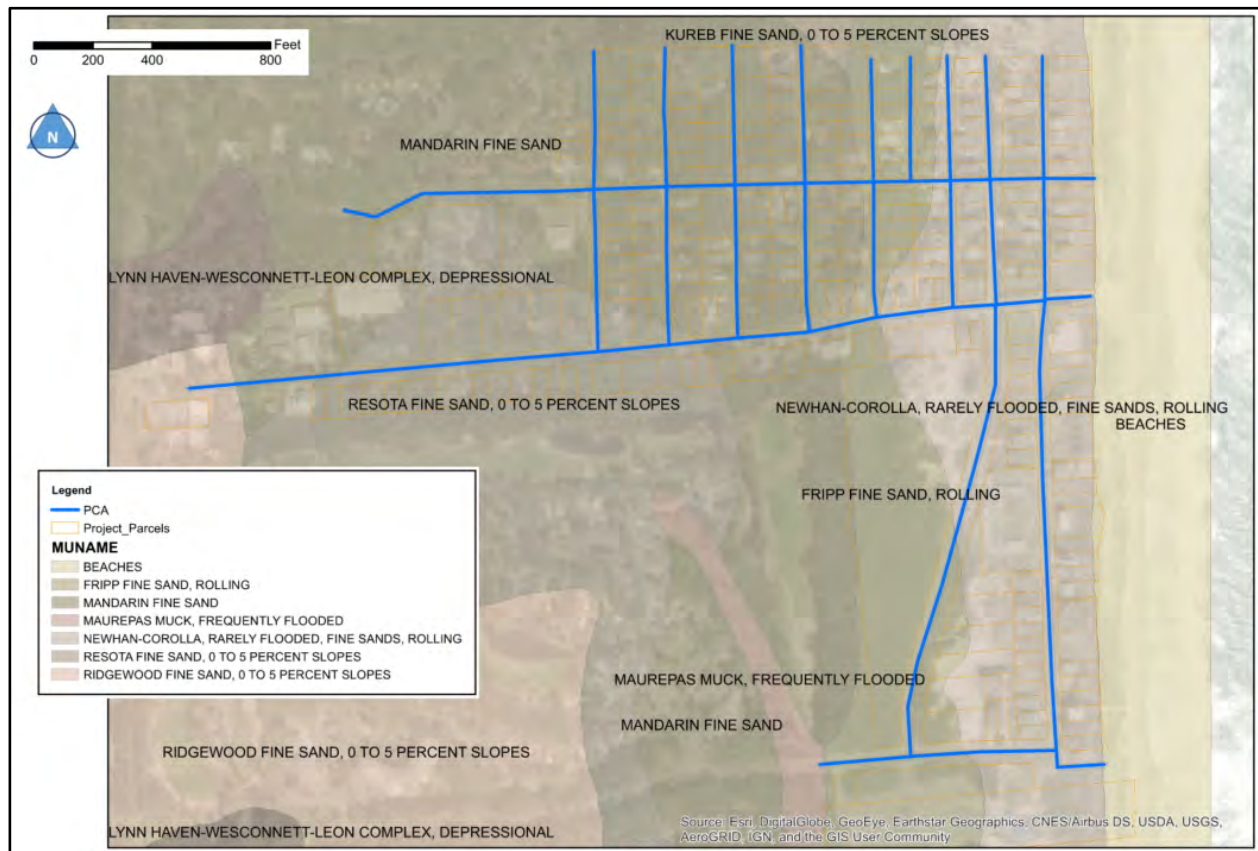 KUREB FINE SAND, 0 TO 5 PERCENT SLOPES
Feet
0 200 400 800
N
MANDARIN FINE SAND
LYNN HAVEN-WESCONNETT-LEON COMPLEX, DEPRESSIONAL
RESOTA FINE SAND, 0 TO 5 PERCENT SLOPES
NEWHAN-COROLLA, RARELY FLOODED, FINE SANDS, ROLLING
BEACHES
FRIPP FINE SAND, ROLLING
Legend
PCA
Project_Parcels
MUNAME
BEACHES
FRIPP FINE SAND, ROLLING
MANDARIN FINE SAND
MAUREPAS MUCK, FREQUENTLY FLOODED
NEWHAN-COROLLA, RARELY FLOODED, FINE SANDS, ROLLING
RESOTA FINE SAND, 0 TO 5 PERCENT SLOPES
RIDGEWOOD FINE SAND, 0 TO 5 PERCENT SLOPES
MAUREPAS MUCK, FREQUENTLY FLOODED
MANDARIN FINE SAND
RIDGEWOOD FINE SAND, 0 TO 5 PERCENT SLOPES
LYNN HAVEN-WESCONNETT-LEON COMPLEX, DEPRESSIONAL
Source: Esri, DigitalGlobe, GeoEye, Earthstar Geographics, CNES/Airbus DS, USDA, USGS,
AeroGRID, IGN, and the GIS User Community